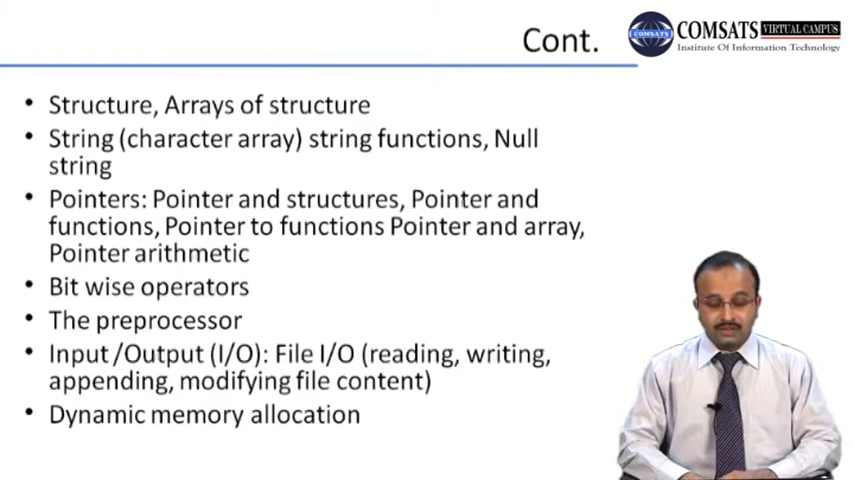 Cont.
COMSATS VIRTUAL CAMPUS
COMSATS
Institute Of Information Technology
• Structure, Arrays of structure
• String (character array) string functions, Null
string
• Pointers: Pointer and structures, Pointer and
functions, Pointer to functions Pointer and array,
Pointer arithmetic
• Bit wise operators
• The preprocessor
• Input /Output (I/O): File I/O (reading, writing,
appending, modifying file content)
• Dynamic memory allocation